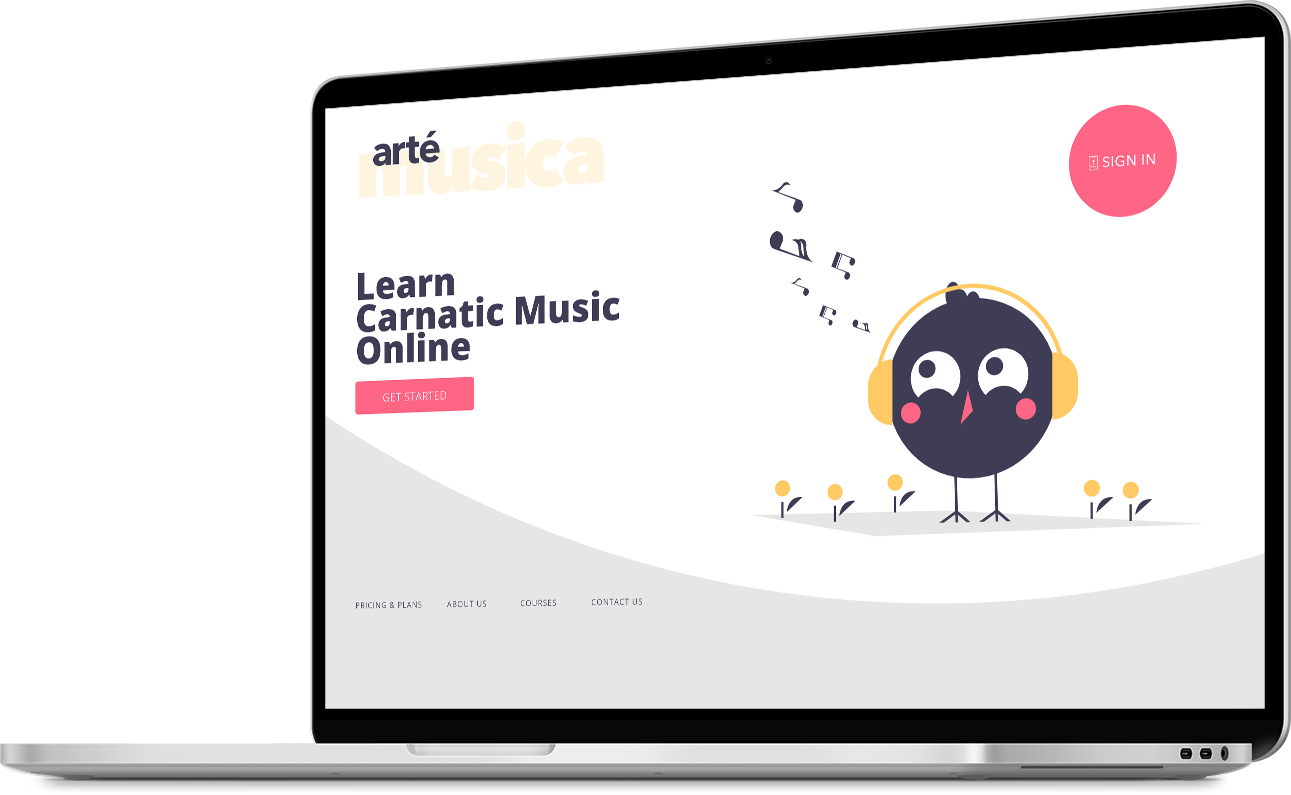 arté
musica
SIGN IN
Learn
Carnatic Music
Online
GET STARTED
PRICING & PLANS ABOUT US COURSES CONTACT US